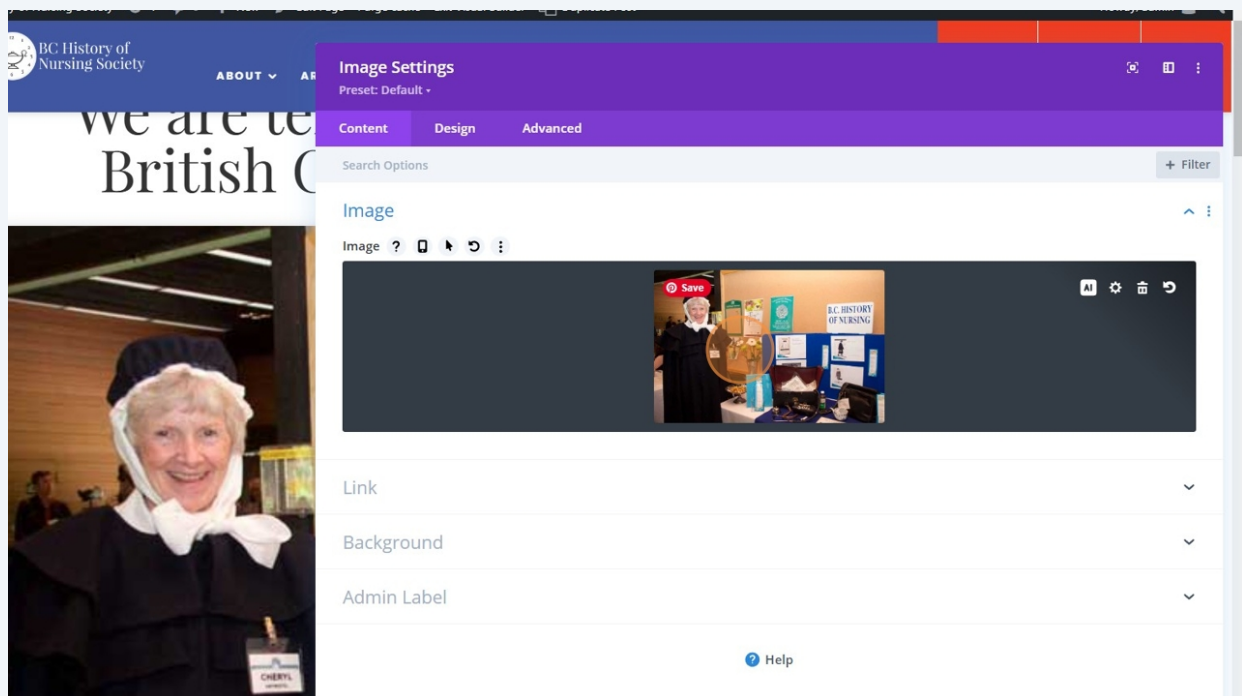 BC History of
Nursing Society
ABOUT
We are te
British
Image Settings
Preset: Default
Content Design Advanced
Search Options
+ Filter
Image
Image
Save
B.C. HISTORY
OF NURSING
AI
Link
Background
Admin Label
Help
CHERYL